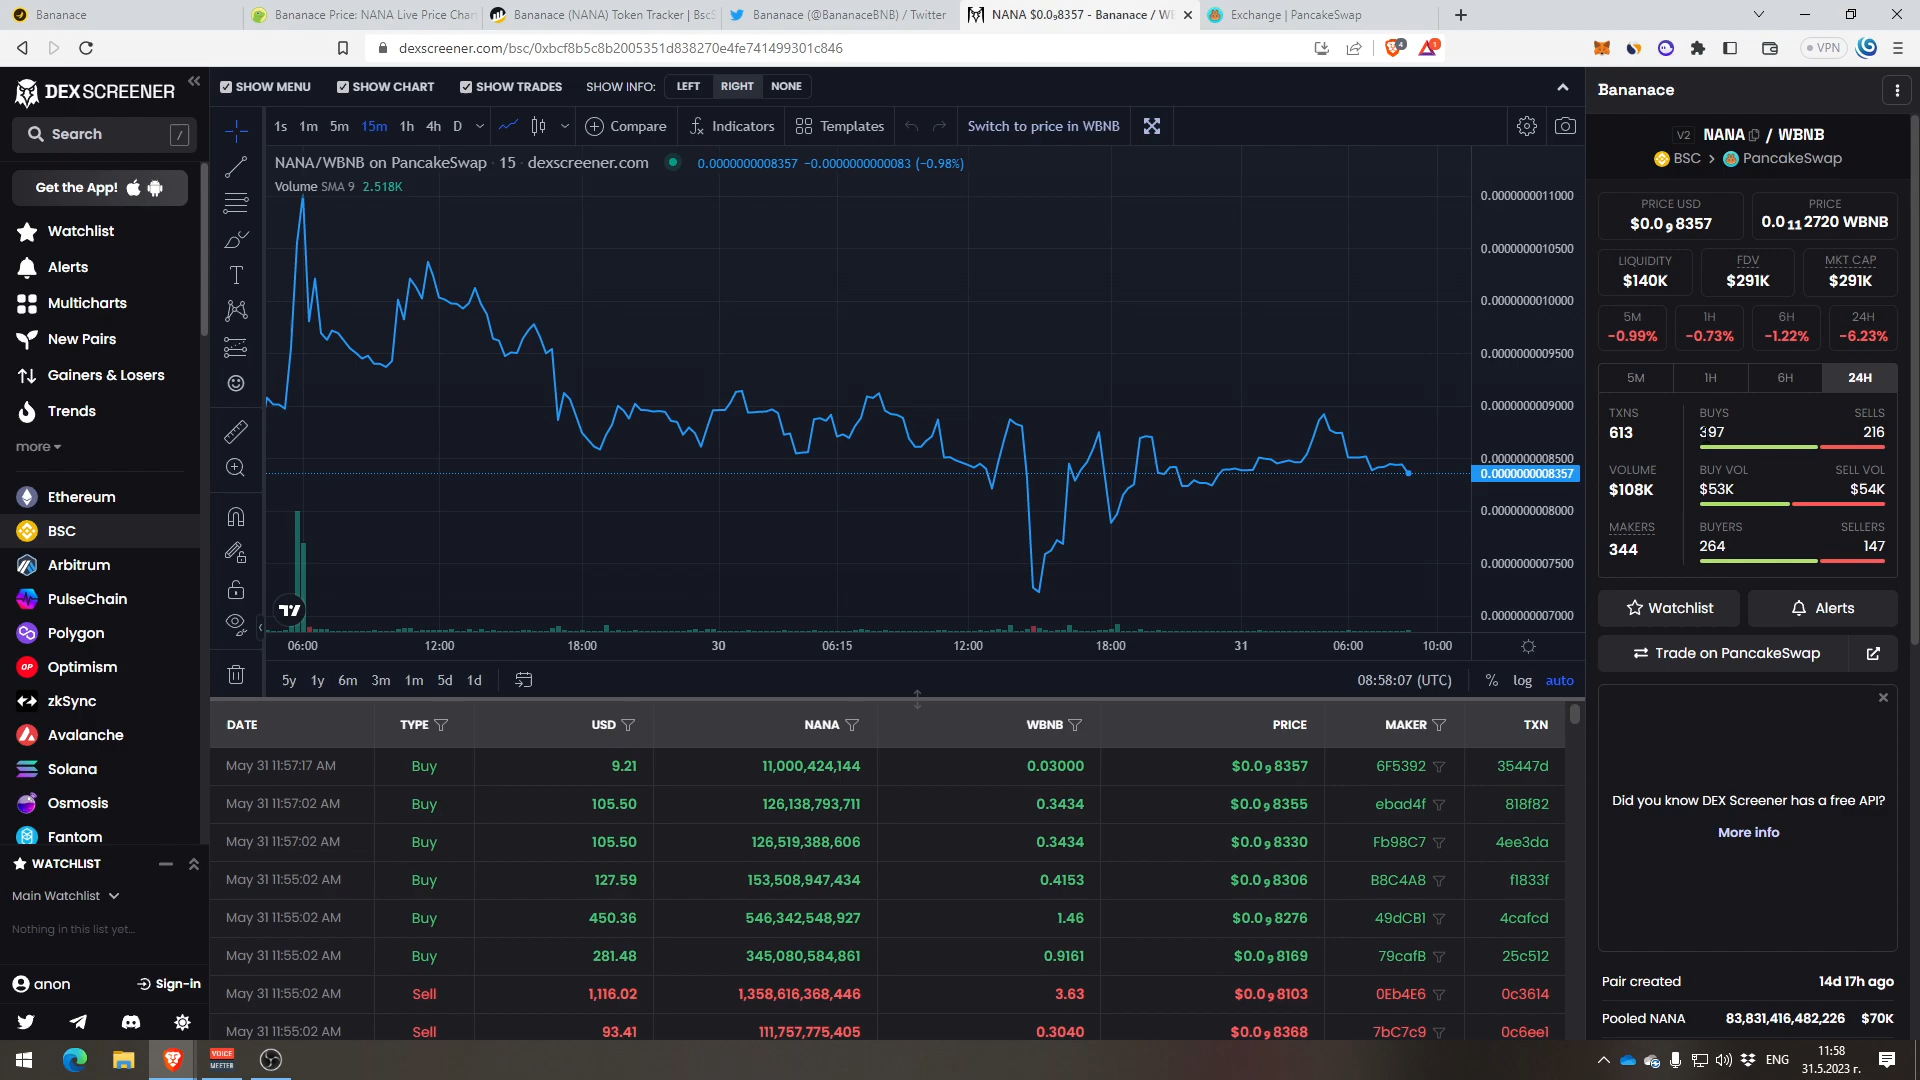 Bananace
Bananace Price: NANA Live Price Char
Bananace (NANA) Token Tracker | BscS
Bananace (@BananaceBNB) / Twitter
NANA $0.0₉8357 - Bananace / WB
Exchange | PancakeSwap
dexscreener.com/bsc/0xbcf8b5c8b2005351d838270e4fe741499301c846
4
1
VPN
DEX SCREENER
Search
/
Get the App!
Watchlist
Alerts
Multicharts
New Pairs
Gainers & Losers
Trends
more
Ethereum
BSC
Arbitrum
PulseChain
Polygon
OP
Optimism
zkSync
Avalanche
Solana
Osmosis
Fantom
WATCHLIST
Main Watchlist
Nothing in this list yet...
anon
Sign-in
SHOW MENU SHOW CHART SHOW TRADES SHOW INFO: LEFT RIGHT NONE
1s 1m 5m 15m 1h 4h D Compare Indicators Templates Switch to price in WBNB
NANA/WBNB on PancakeSwap · 15 · dexscreener.com 0.0000000008357 −0.0000000000083 (−0.98%)
Volume SMA 9 2.518K
0.0000000011000
0.0000000010500
0.0000000010000
0.0000000009500
0.0000000009000
0.0000000008500
0.0000000008357
0.0000000008000
0.0000000007500
0.0000000007000
06:00 12:00 18:00 30 06:15 12:00 18:00 31 06:00 10:00
5y 1y 6m 3m 1m 5d 1d 08:58:07 (UTC) % log auto
DATE TYPE USD NANA WBNB PRICE MAKER TXN
May 31 11:57:17 AM Buy 9.21 11,000,424,144 0.03000 $0.0₉8357 6F5392 35447d
May 31 11:57:02 AM Buy 105.50 126,138,793,711 0.3434 $0.0₉8355 ebad4f 818f82
May 31 11:57:02 AM Buy 105.50 126,519,388,606 0.3434 $0.0₉8330 Fb98C7 4ee3da
May 31 11:55:02 AM Buy 127.59 153,508,947,434 0.4153 $0.0₉8306 B8C4A8 f1833f
May 31 11:55:02 AM Buy 450.36 546,342,548,927 1.46 $0.0₉8276 49dCB1 4cafcd
May 31 11:55:02 AM Buy 281.48 345,080,584,861 0.9161 $0.0₉8169 79cafB 25c512
May 31 11:55:02 AM Sell 1,116.02 1,358,616,368,446 3.63 $0.0₉8103 0Eb4E6 0c3614
May 31 11:55:02 AM Sell 93.41 111,757,775,405 0.3040 $0.0₉8368 7bC7c9 0c6ee1
Bananace
V2 NANA / WBNB
BSC > PancakeSwap
PRICE USD
$0.0₉8357
PRICE
0.0₁₁2720 WBNB
LIQUIDITY
$140K
FDV
$291K
MKT CAP
$291K
5M
-0.99%
1H
-0.73%
6H
-1.22%
24H
-6.23%
5M 1H 6H 24H
TXNS
613
BUYS
397
SELLS
216
VOLUME
$108K
BUY VOL
$53K
SELL VOL
$54K
MAKERS
344
BUYERS
264
SELLERS
147
Watchlist
Alerts
Trade on PancakeSwap
Did you know DEX Screener has a free API?
More info
Pair created 14d 17h ago
Pooled NANA 83,831,416,482,226 $70K
VOICE
MEETER
ENG
11:58
31.5.2023 г.